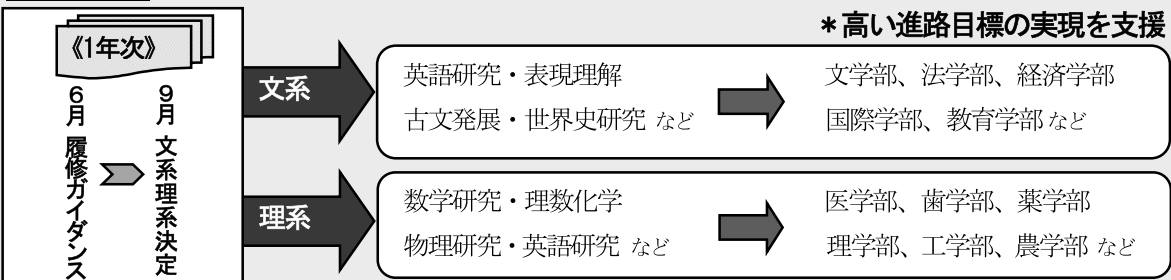 ＊高い進路目標の実現を支援
《1年次》
6月 履修ガイダンス
9月 文系理系決定
文系
英語研究・表現理解
古文発展・世界史研究 など
文学部、法学部、経済学部
国際学部、教育学部 など
理系
数学研究・理数化学
物理研究・英語研究 など
医学部、歯学部、薬学部
理学部、工学部、農学部 など